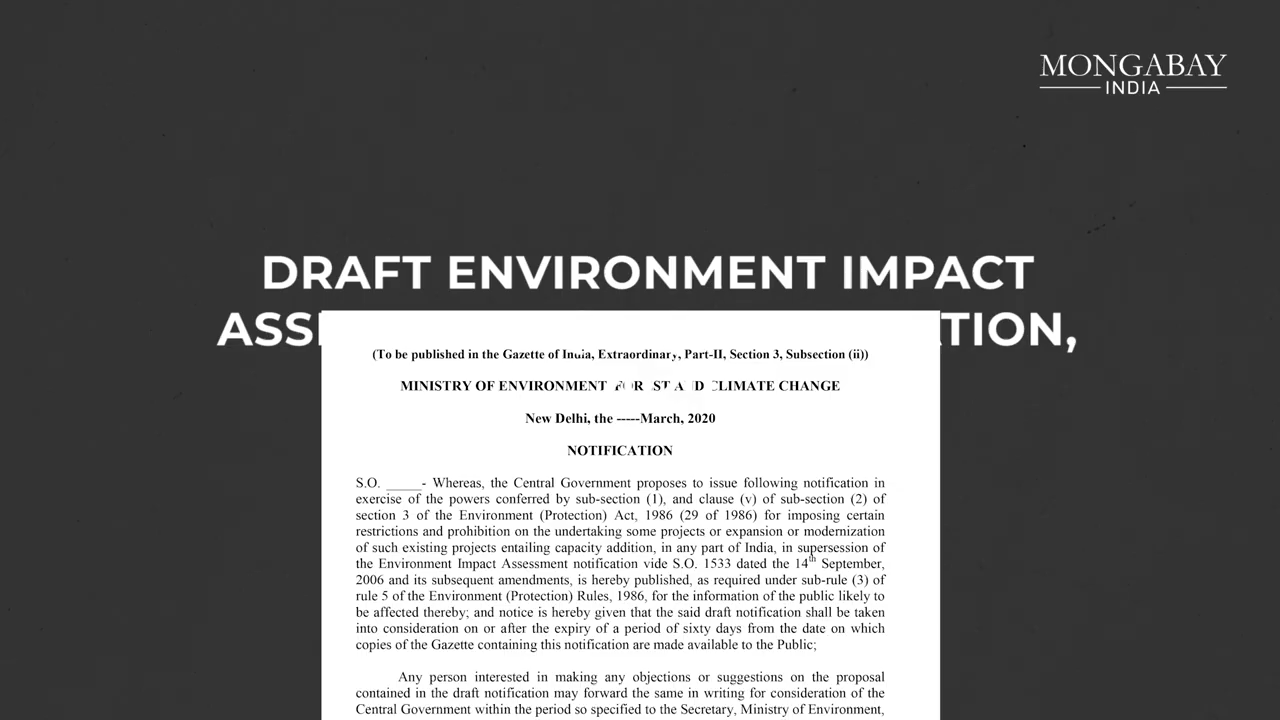 MONGABAY
INDIA
DRAFT ENVIRONMENT IMPACT
(To be published in the Gazette of India, Extraordinary, Part-II, Section 3, Subsection (ii))
MINISTRY OF ENVIRONMENT CLIMATE CHANGE
New Delhi, the -----March, 2020
NOTIFICATION
S.O. _____- Whereas, the Central Government proposes to issue following notification in
exercise of the powers conferred by sub-section (1), and clause (v) of sub-section (2) of
section 3 of the Environment (Protection) Act, 1986 (29 of 1986) for imposing certain
restrictions and prohibition on the undertaking some projects or expansion or modernization
of such existing projects entailing capacity addition, in any part of India, in supersession of
the Environment Impact Assessment notification vide S.O. 1533 dated the 14th September,
2006 and its subsequent amendments, is hereby published, as required under sub-rule (3) of
rule 5 of the Environment (Protection) Rules, 1986, for the information of the public likely to
be affected thereby; and notice is hereby given that the said draft notification shall be taken
into consideration on or after the expiry of a period of sixty days from the date on which
copies of the Gazette containing this notification are made available to the Public;
Any person interested in making any objections or suggestions on the proposal
contained in the draft notification may forward the same in writing for consideration of the
Central Government within the period so specified to the Secretary, Ministry of Environment,